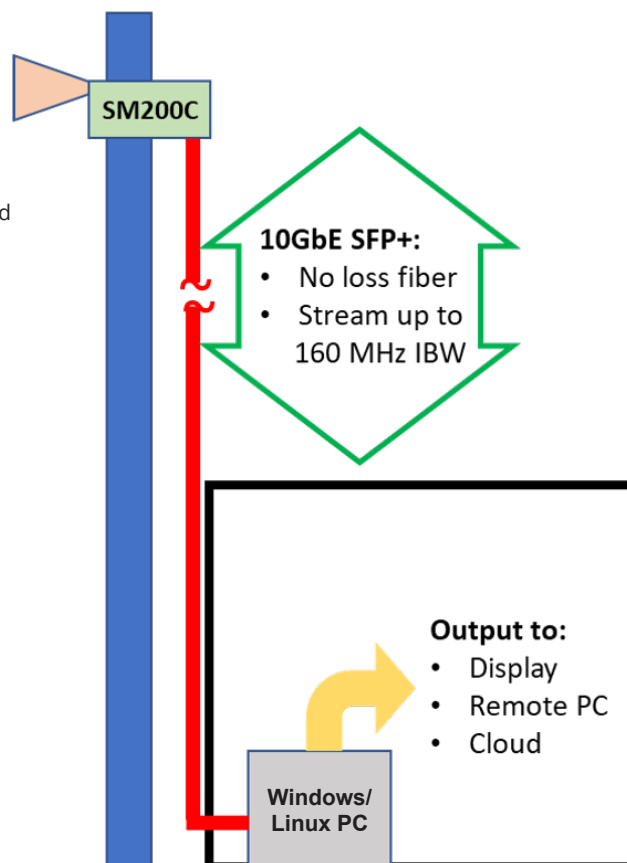 SM200C
d
10GbE SFP+:
• No loss fiber
• Stream up to
160 MHz IBW
Output to:
• Display
• Remote PC
• Cloud
Windows/
Linux PC